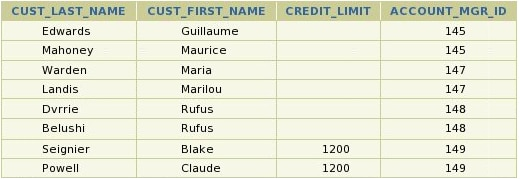 CUST_LAST_NAME CUST_FIRST_NAME CREDIT_LIMIT ACCOUNT_MGR_ID
Edwards Guillaume 145
Mahoney Maurice 145
Warden Maria 147
Landis Marilou 147
Dvrrie Rufus 148
Belushi Rufus 148
Seignier Blake 1200 149
Powell Claude 1200 149